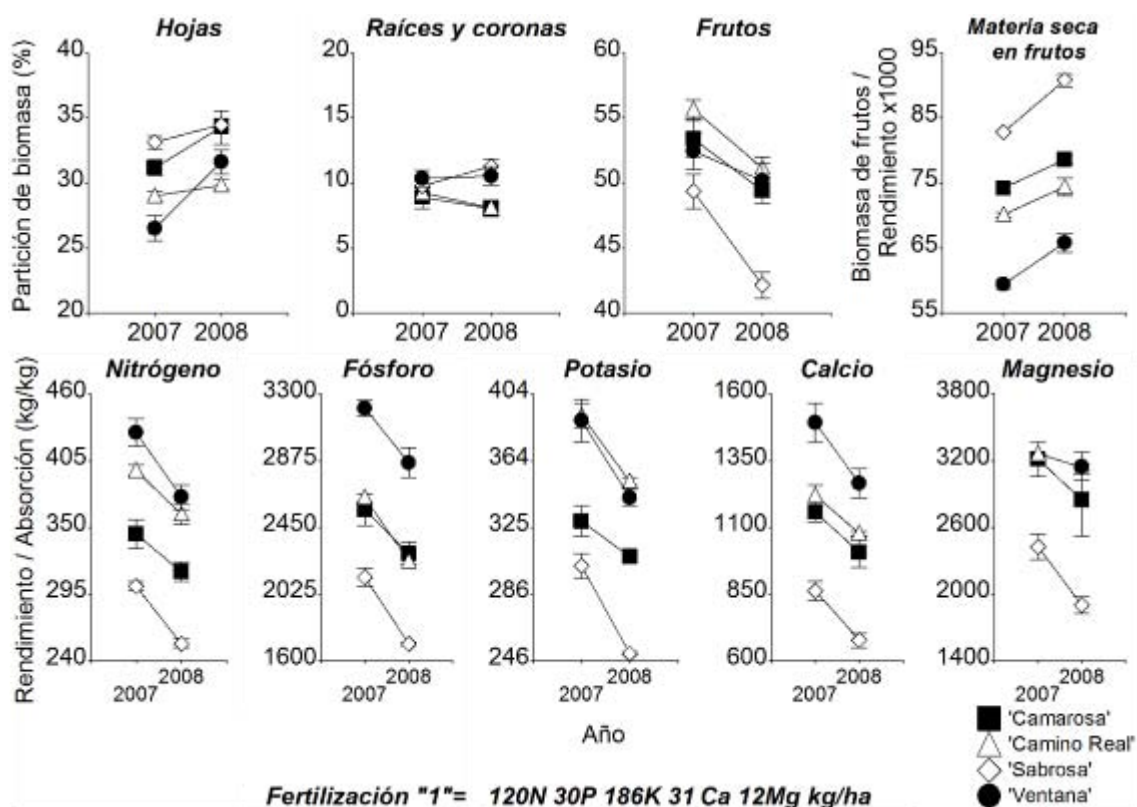 Hojas
Raíces y coronas
Frutos
Materia seca
en frutos
Partición de biomasa (%)
40
35
30
25
20
2007 2008
20
15
10
5
0
2007 2008
60
55
50
45
40
2007 2008
Biomasa de frutos /
Rendimiento x1000
95
85
75
65
55
2007 2008
Nitrógeno
Fósforo
Potasio
Calcio
Magnesio
Rendimiento / Absorción (kg/kg)
460
405
350
295
240
2007
2008
3300
2875
2450
2025
1600
2007
2008
404
364
325
286
246
2007
2008
1600
1350
1100
850
600
2007
2008
3800
3200
2600
2000
1400
2007
2008
Año
'Camarosa'
'Camino Real'
'Sabrosa'
'Ventana'
Fertilización "1"= 120N 30P 186K 31 Ca 12Mg kg/ha